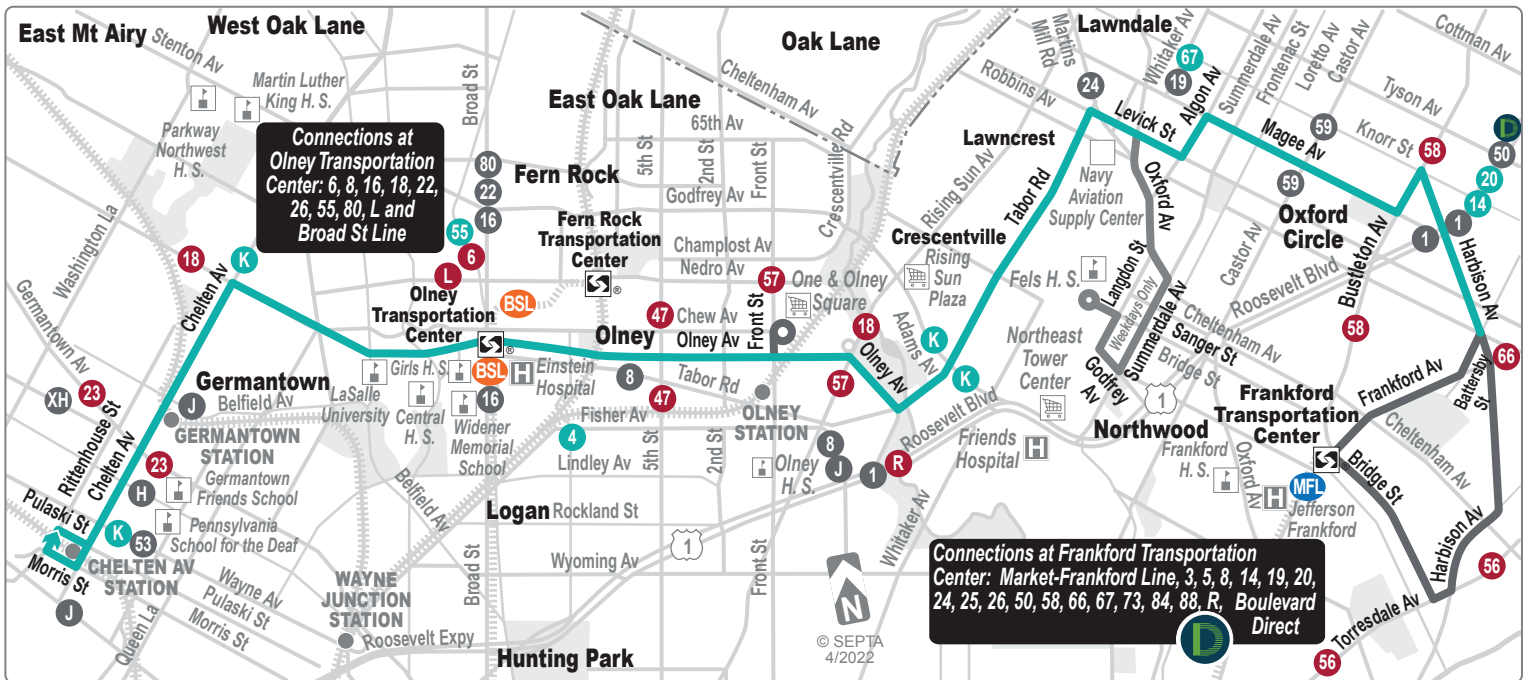 East Mt Airy
West Oak Lane
Oak Lane
Lawndale
Stenton Av
Martin Luther
King H. S.
Parkway
Northwest
H. S.
Broad St
East Oak Lane
Cheltenham Av
Martins
Mill Rd
Robbins Av
Whitaker Av
67
19
24
Algon Av
Summerdale Av
Frontenac St
Loretto Av
Castor Av
Cottman Av
Tyson Av
Connections at
Olney Transportation
Center: 6, 8, 16, 18, 22,
26, 55, 80, L and
Broad St Line
80
22
16
55
6
L
Fern Rock
Fern Rock
Transportation
Center
®
65th Av
5th St
2nd St
Front St
Godfrey Av
Champlost Av
Nedro Av
Crescentville Rd
Rising Sun Av
Lawncrest
Levick St
Magee Av
59
59
Knorr St
58
D
50
20
14
1
1
Navy
Aviation
Supply Center
Oxford Av
Tabor Rd
Crescentville
Rising
Sun
Plaza
Fels H. S.
Langdon St
Weekdays Only
Oxford
Circle
Castor Av
Roosevelt Blvd
Bustleton Av
Harbison Av
Washington La
18
Chelten Av
K
Germantown Av
Olney
Transportation
Center
®
BSL
57
One & Olney
Square
47
Chew Av
Olney
Olney Av
Front St
18
Olney Av
Adams Av
K
K
57
Northeast
Tower
Center
Summerdale Av
Godfrey
Av
Sanger St
Cheltenham Av
Bridge St
58
66
Battersby
St
Frankford Av
Cheltenham Av
XH
23
Rittenhouse St
Chelten Av
Germantown
Belfield Av
J
GERMANTOWN
STATION
LaSalle
University
Girls H. S.
Central
H. S.
BSL
16
Widener
Memorial
School
H
Einstein
Hospital
8
Tabor Rd
47
Fisher Av
4
Lindley Av
5th St
2nd St
OLNEY
STATION
Olney
H. S.
8
J
1
R
Roosevelt Blvd
Friends
Hospital
H
Northwood
1
Frankford
Transportation
Center
®
Frankford
H. S.
Oxford Av
H
MFL
Jefferson
Frankford
Bridge St
Harbison Av
23
H
Germantown
Friends School
Pennsylvania
School for the Deaf
K
53
Pulaski St
Morris St
CHELTEN AV
STATION
J
Queen La
Wayne Av
Pulaski St
Morris St
WAYNE
JUNCTION
STATION
Belfield Av
Logan
Rockland St
Broad St
Wyoming Av
1
Front St
Roosevelt Expy
Hunting Park
Whitaker Av
N
© SEPTA
4/2022
Connections at Frankford Transportation
Center: Market-Frankford Line, 3, 5, 8, 14, 19, 20,
24, 25, 26, 50, 58, 66, 67, 73, 84, 88, R, Boulevard
Direct
D
56
Torresdale Av
56